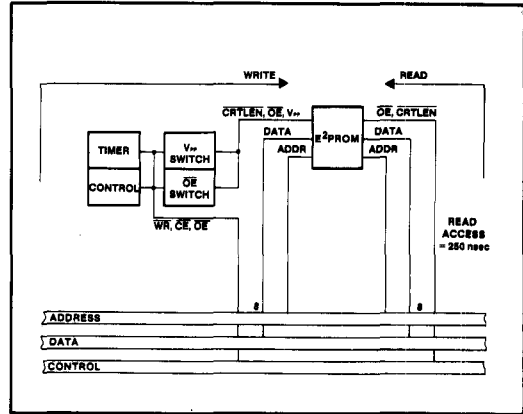 WRITE
READ
CRTLEN, OE, VPP
OE, CRTLEN
DATA
E²PROM
DATA
ADDR
ADDR
TIMER
VPP
SWITCH
CONTROL
OE
SWITCH
WR, CE, OE
READ
ACCESS
= 250 nsec
8
8
ADDRESS
DATA
CONTROL